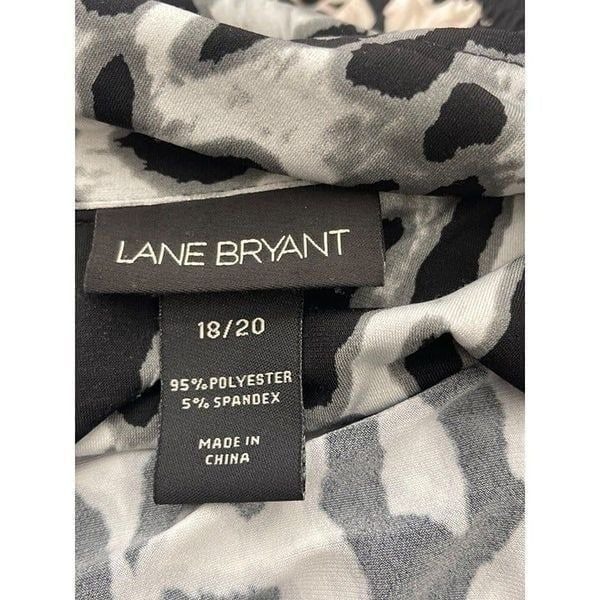 LANE BRYANT
18/20
95% POLYESTER
5% SPANDEX
MADE IN
CHINA